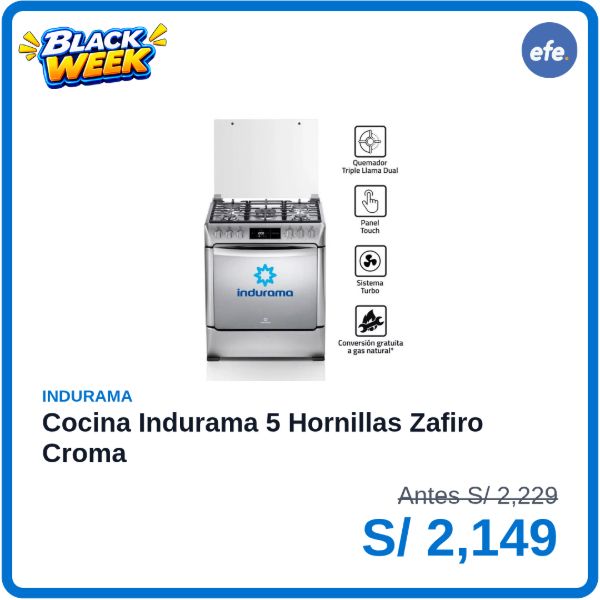 BLACK
WEEK
efe.
Quemador
Triple Llama Dual
Panel
Touch
efe
indurama
Sistema
Turbo
Conversión gratuita
a gas natural*
INDURAMA
Cocina Indurama 5 Hornillas Zafiro
Croma
Antes S/ 2,229
S/ 2,149